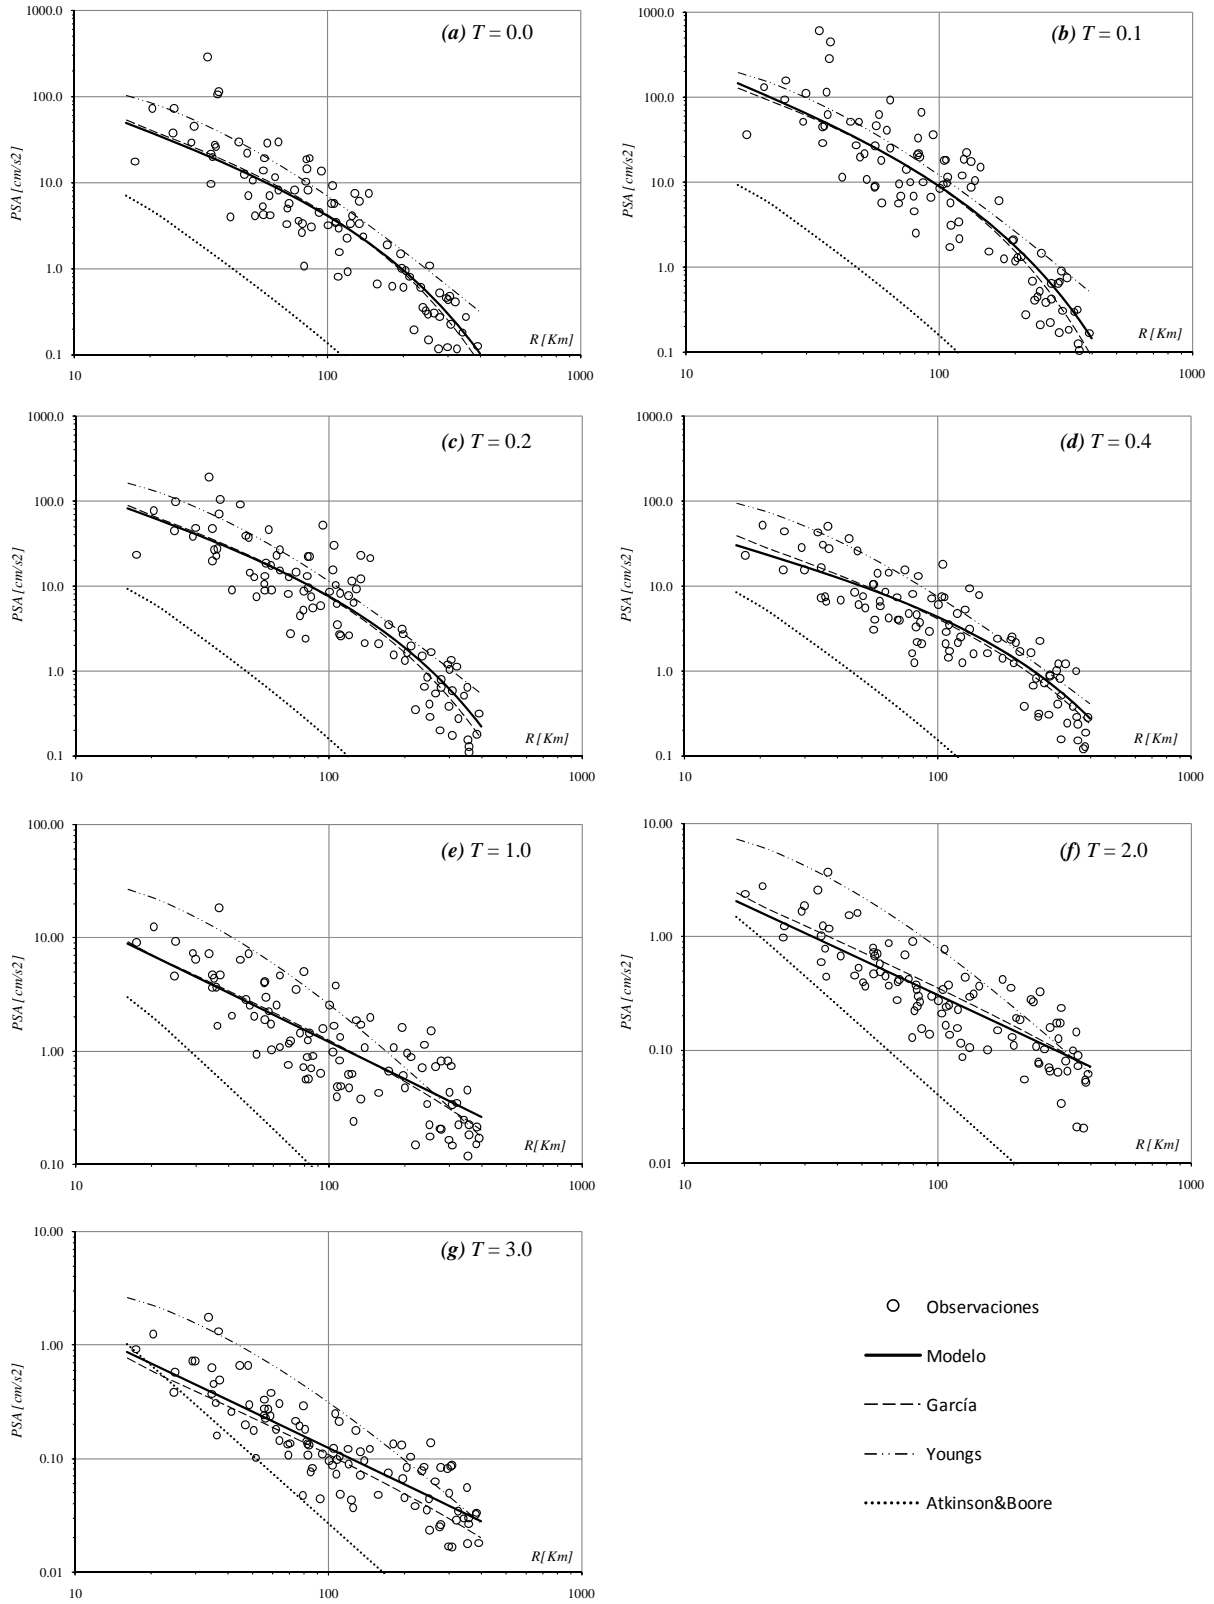 (a) T = 0.0
1000.0
100.0
10.0
1.0
0.1
PSA [cm/s2]
R[Km]
10
100
1000
(b) T = 0.1
1000.0
100.0
10.0
1.0
0.1
PSA [cm/s2]
R[Km]
10
100
1000
(c) T = 0.2
1000.0
100.0
10.0
1.0
0.1
PSA [cm/s2]
R[Km]
10
100
1000
(d) T = 0.4
1000.0
100.0
10.0
1.0
0.1
PSA [cm/s2]
R[Km]
10
100
1000
(e) T = 1.0
100.00
10.00
1.00
0.10
PSA [cm/s2]
R[Km]
10
100
1000
(f) T = 2.0
10.00
1.00
0.10
0.01
PSA [cm/s2]
R[Km]
10
100
1000
(g) T = 3.0
10.00
1.00
0.10
0.01
PSA [cm/s2]
R[Km]
10
100
1000
Observaciones
Modelo
García
Youngs
Atkinson&Boore